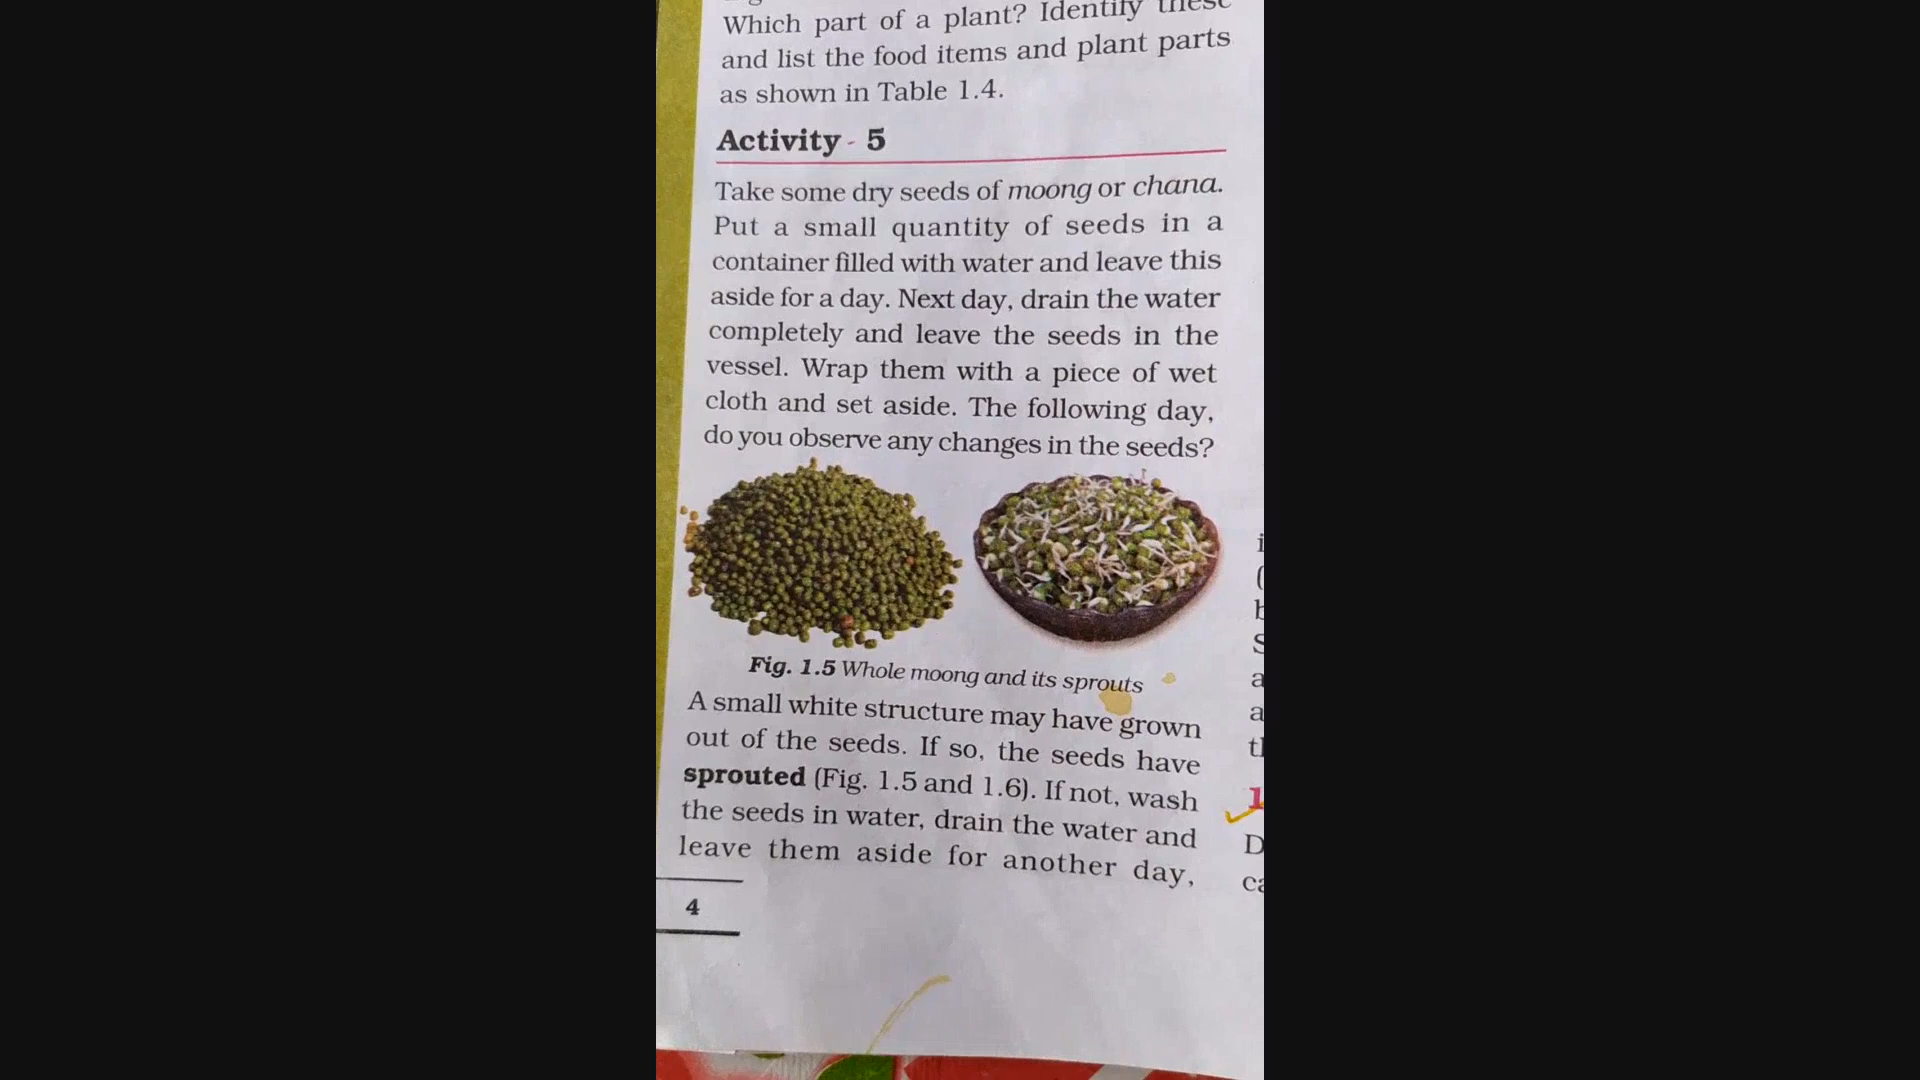 Which part of a plant? Identify these
and list the food items and plant parts
as shown in Table 1.4.
Activity - 5
Take some dry seeds of moong or chana.
Put a small quantity of seeds in a
container filled with water and leave this
aside for a day. Next day, drain the water
completely and leave the seeds in the
vessel. Wrap them with a piece of wet
cloth and set aside. The following day,
do you observe any changes in the seeds?
Fig. 1.5 Whole moong and its sprouts
A small white structure may have grown
out of the seeds. If so, the seeds have
sprouted (Fig. 1.5 and 1.6). If not, wash
the seeds in water, drain the water and
leave them aside for another day,
4